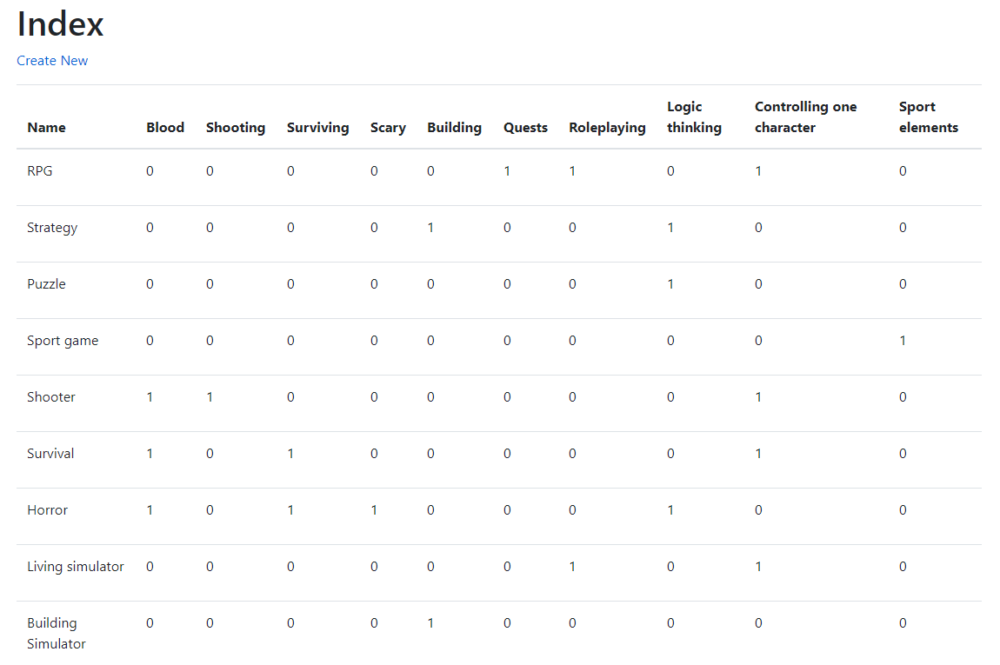 Index
Create New
Name Blood Shooting Surviving Scary Building Quests Roleplaying Logic thinking Controlling one character Sport elements
RPG 0 0 0 0 0 1 1 0 1 0
Strategy 0 0 0 0 1 0 0 1 0 0
Puzzle 0 0 0 0 0 0 0 1 0 0
Sport game 0 0 0 0 0 0 0 0 0 1
Shooter 1 1 0 0 0 0 0 0 1 0
Survival 1 0 1 0 0 0 0 0 1 0
Horror 1 0 1 1 0 0 0 1 0 0
Living simulator 0 0 0 0 0 0 1 0 1 0
Building Simulator 0 0 0 0 1 0 0 0 0 0